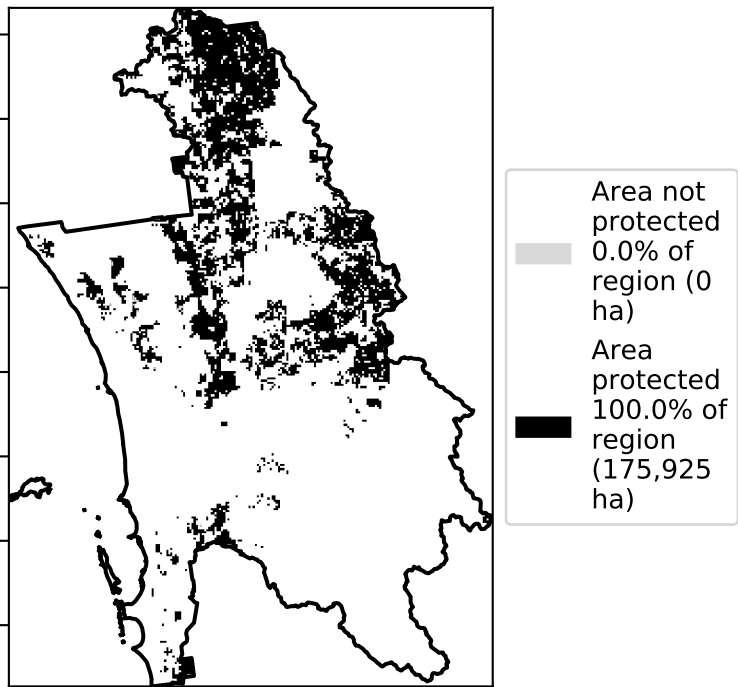 Area not
protected
0.0% of
region (0
ha)
Area
protected
100.0% of
region
(175,925
ha)